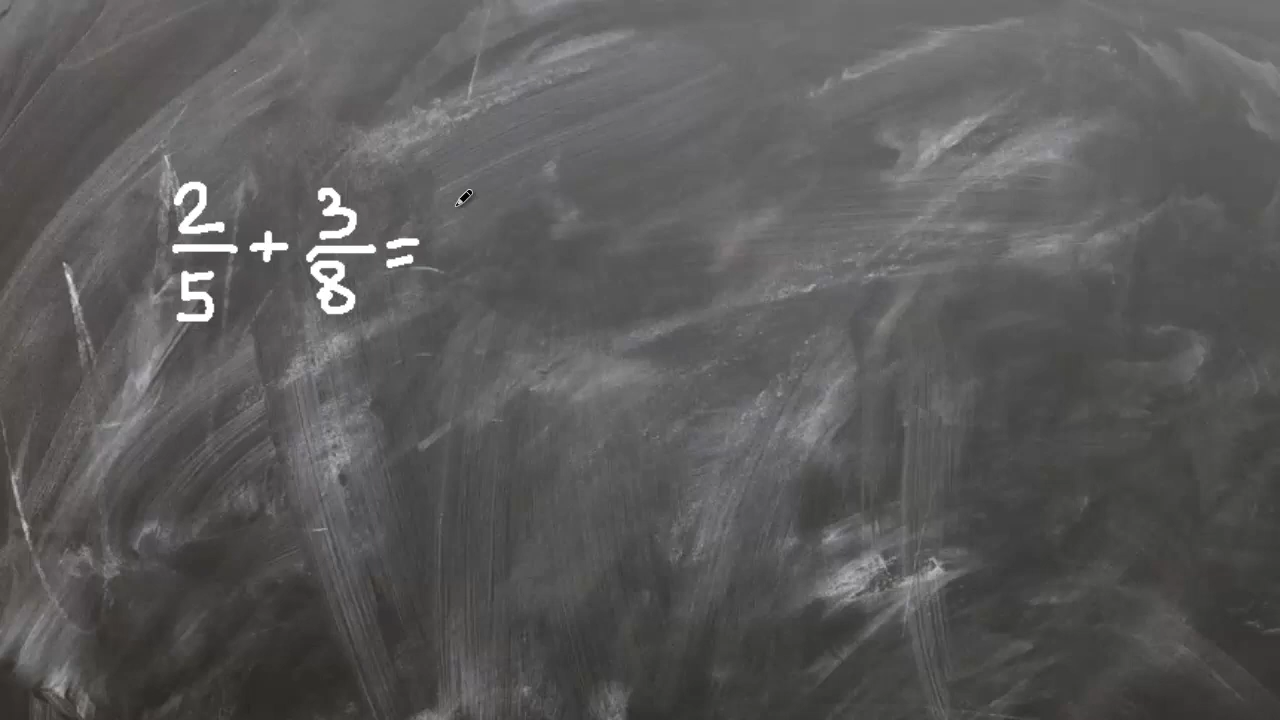 2/5 + 3/8 =